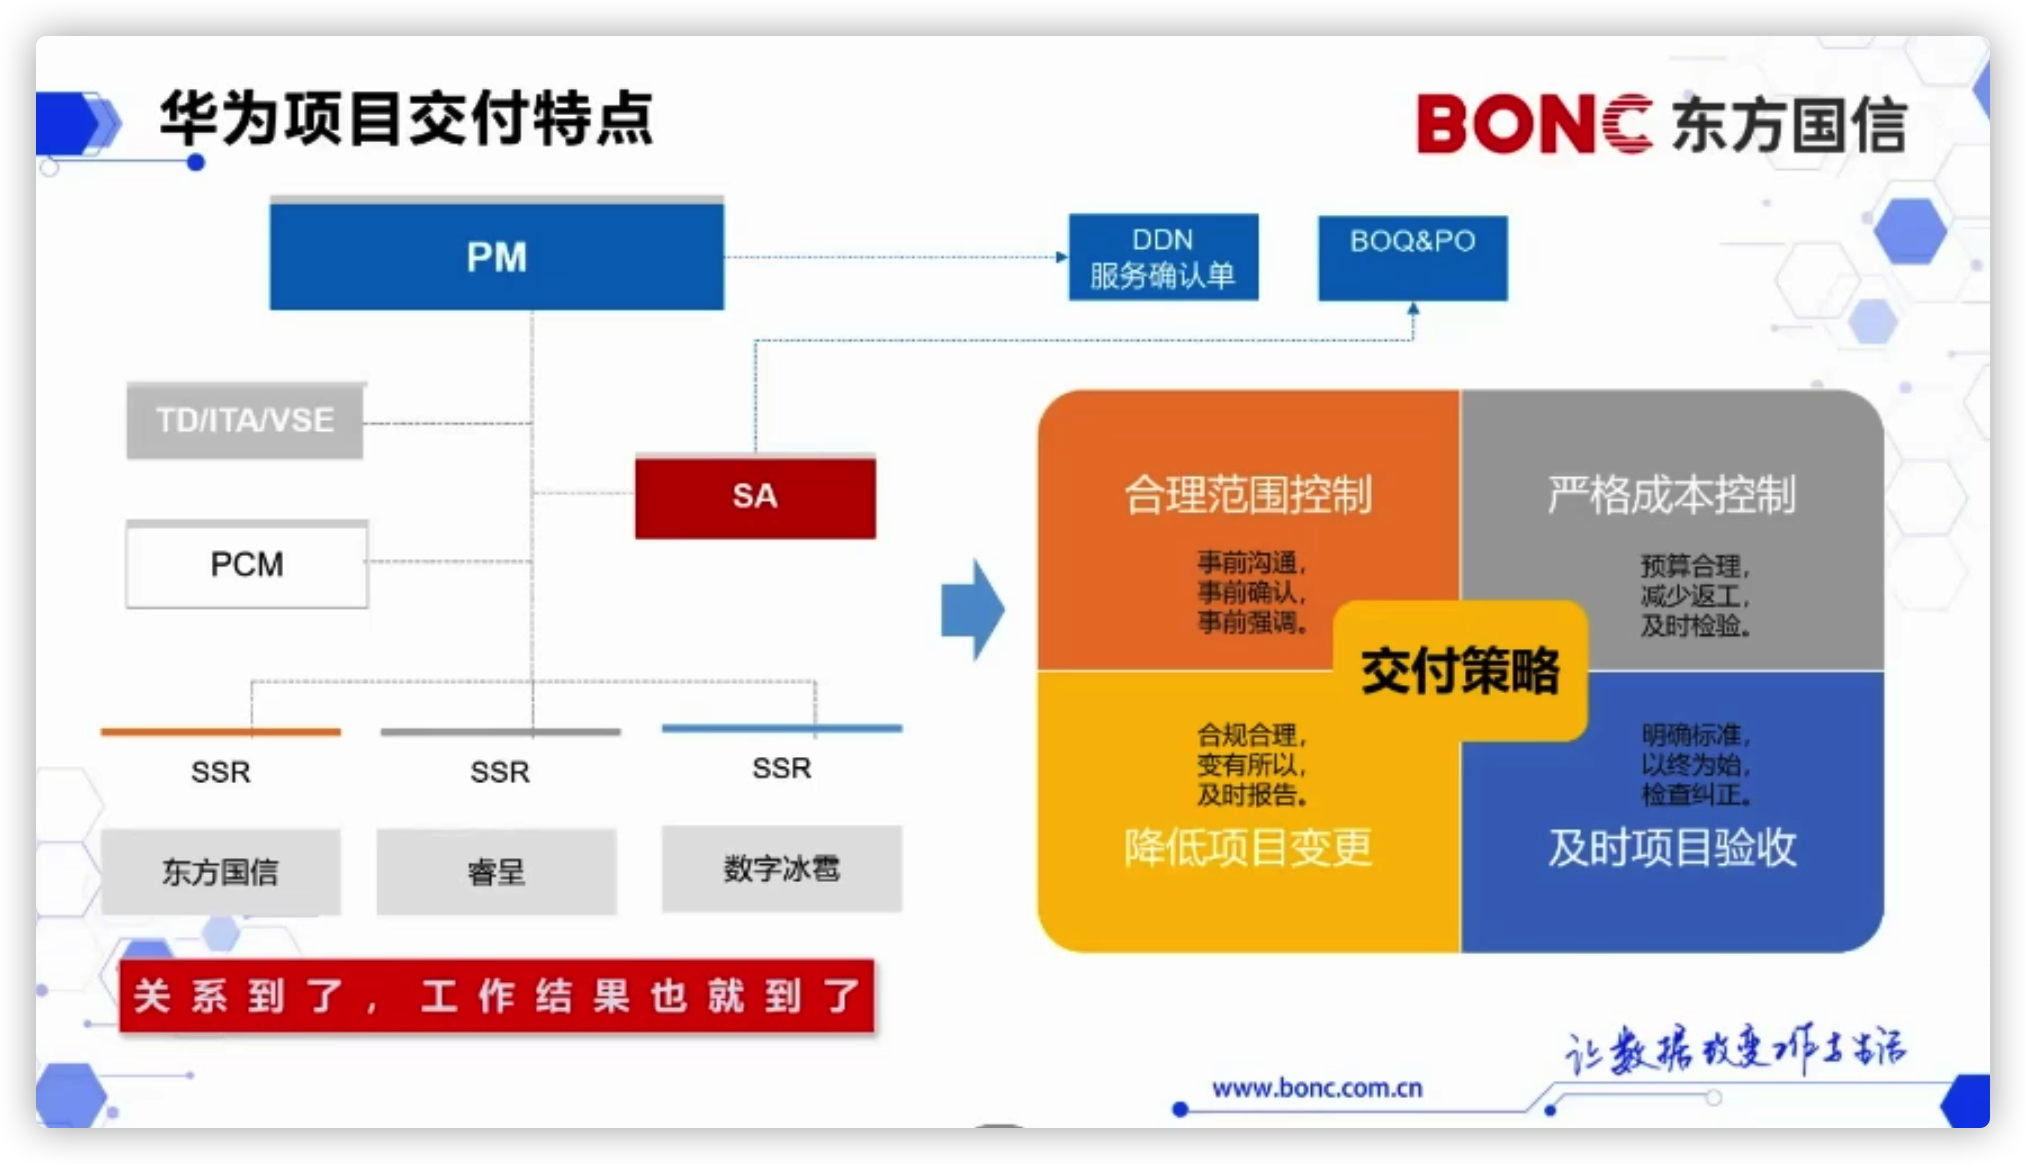 华为项目交付特点
BONC 东方国信
PM
DDN
服务确认单
BOQ&PO
TD/ITA/VSE
SA
PCM
SSR
SSR
SSR
东方国信
睿呈
数字冰雹
关系到了，工作结果也就到了
合理范围控制
事前沟通，
事前确认，
事前强调。
严格成本控制
预算合理，
减少返工，
及时检验。
交付策略
合规合理，
变有所以，
及时报告。
降低项目变更
明确标准，
以终为始，
检查纠正。
及时项目验收
让数据改变工作与生活
www.bonc.com.cn